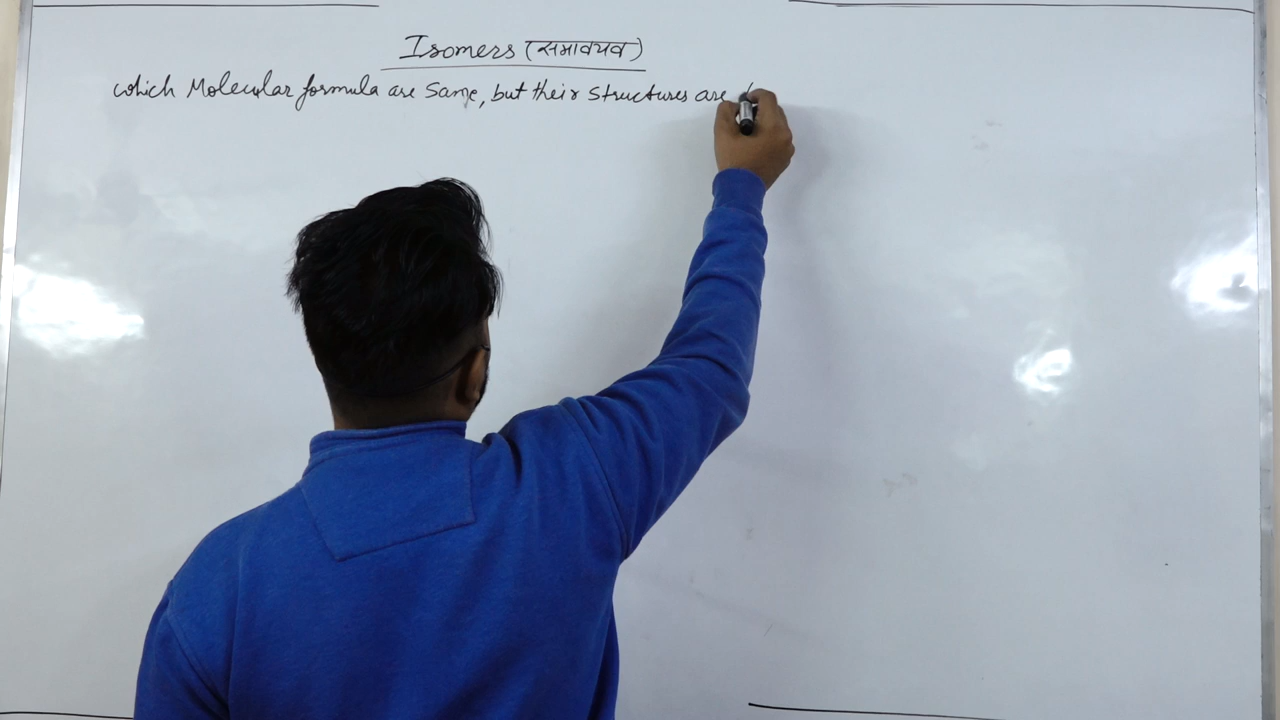 Isomers (समावयव)
which Molecular formula are Same, but their structures are